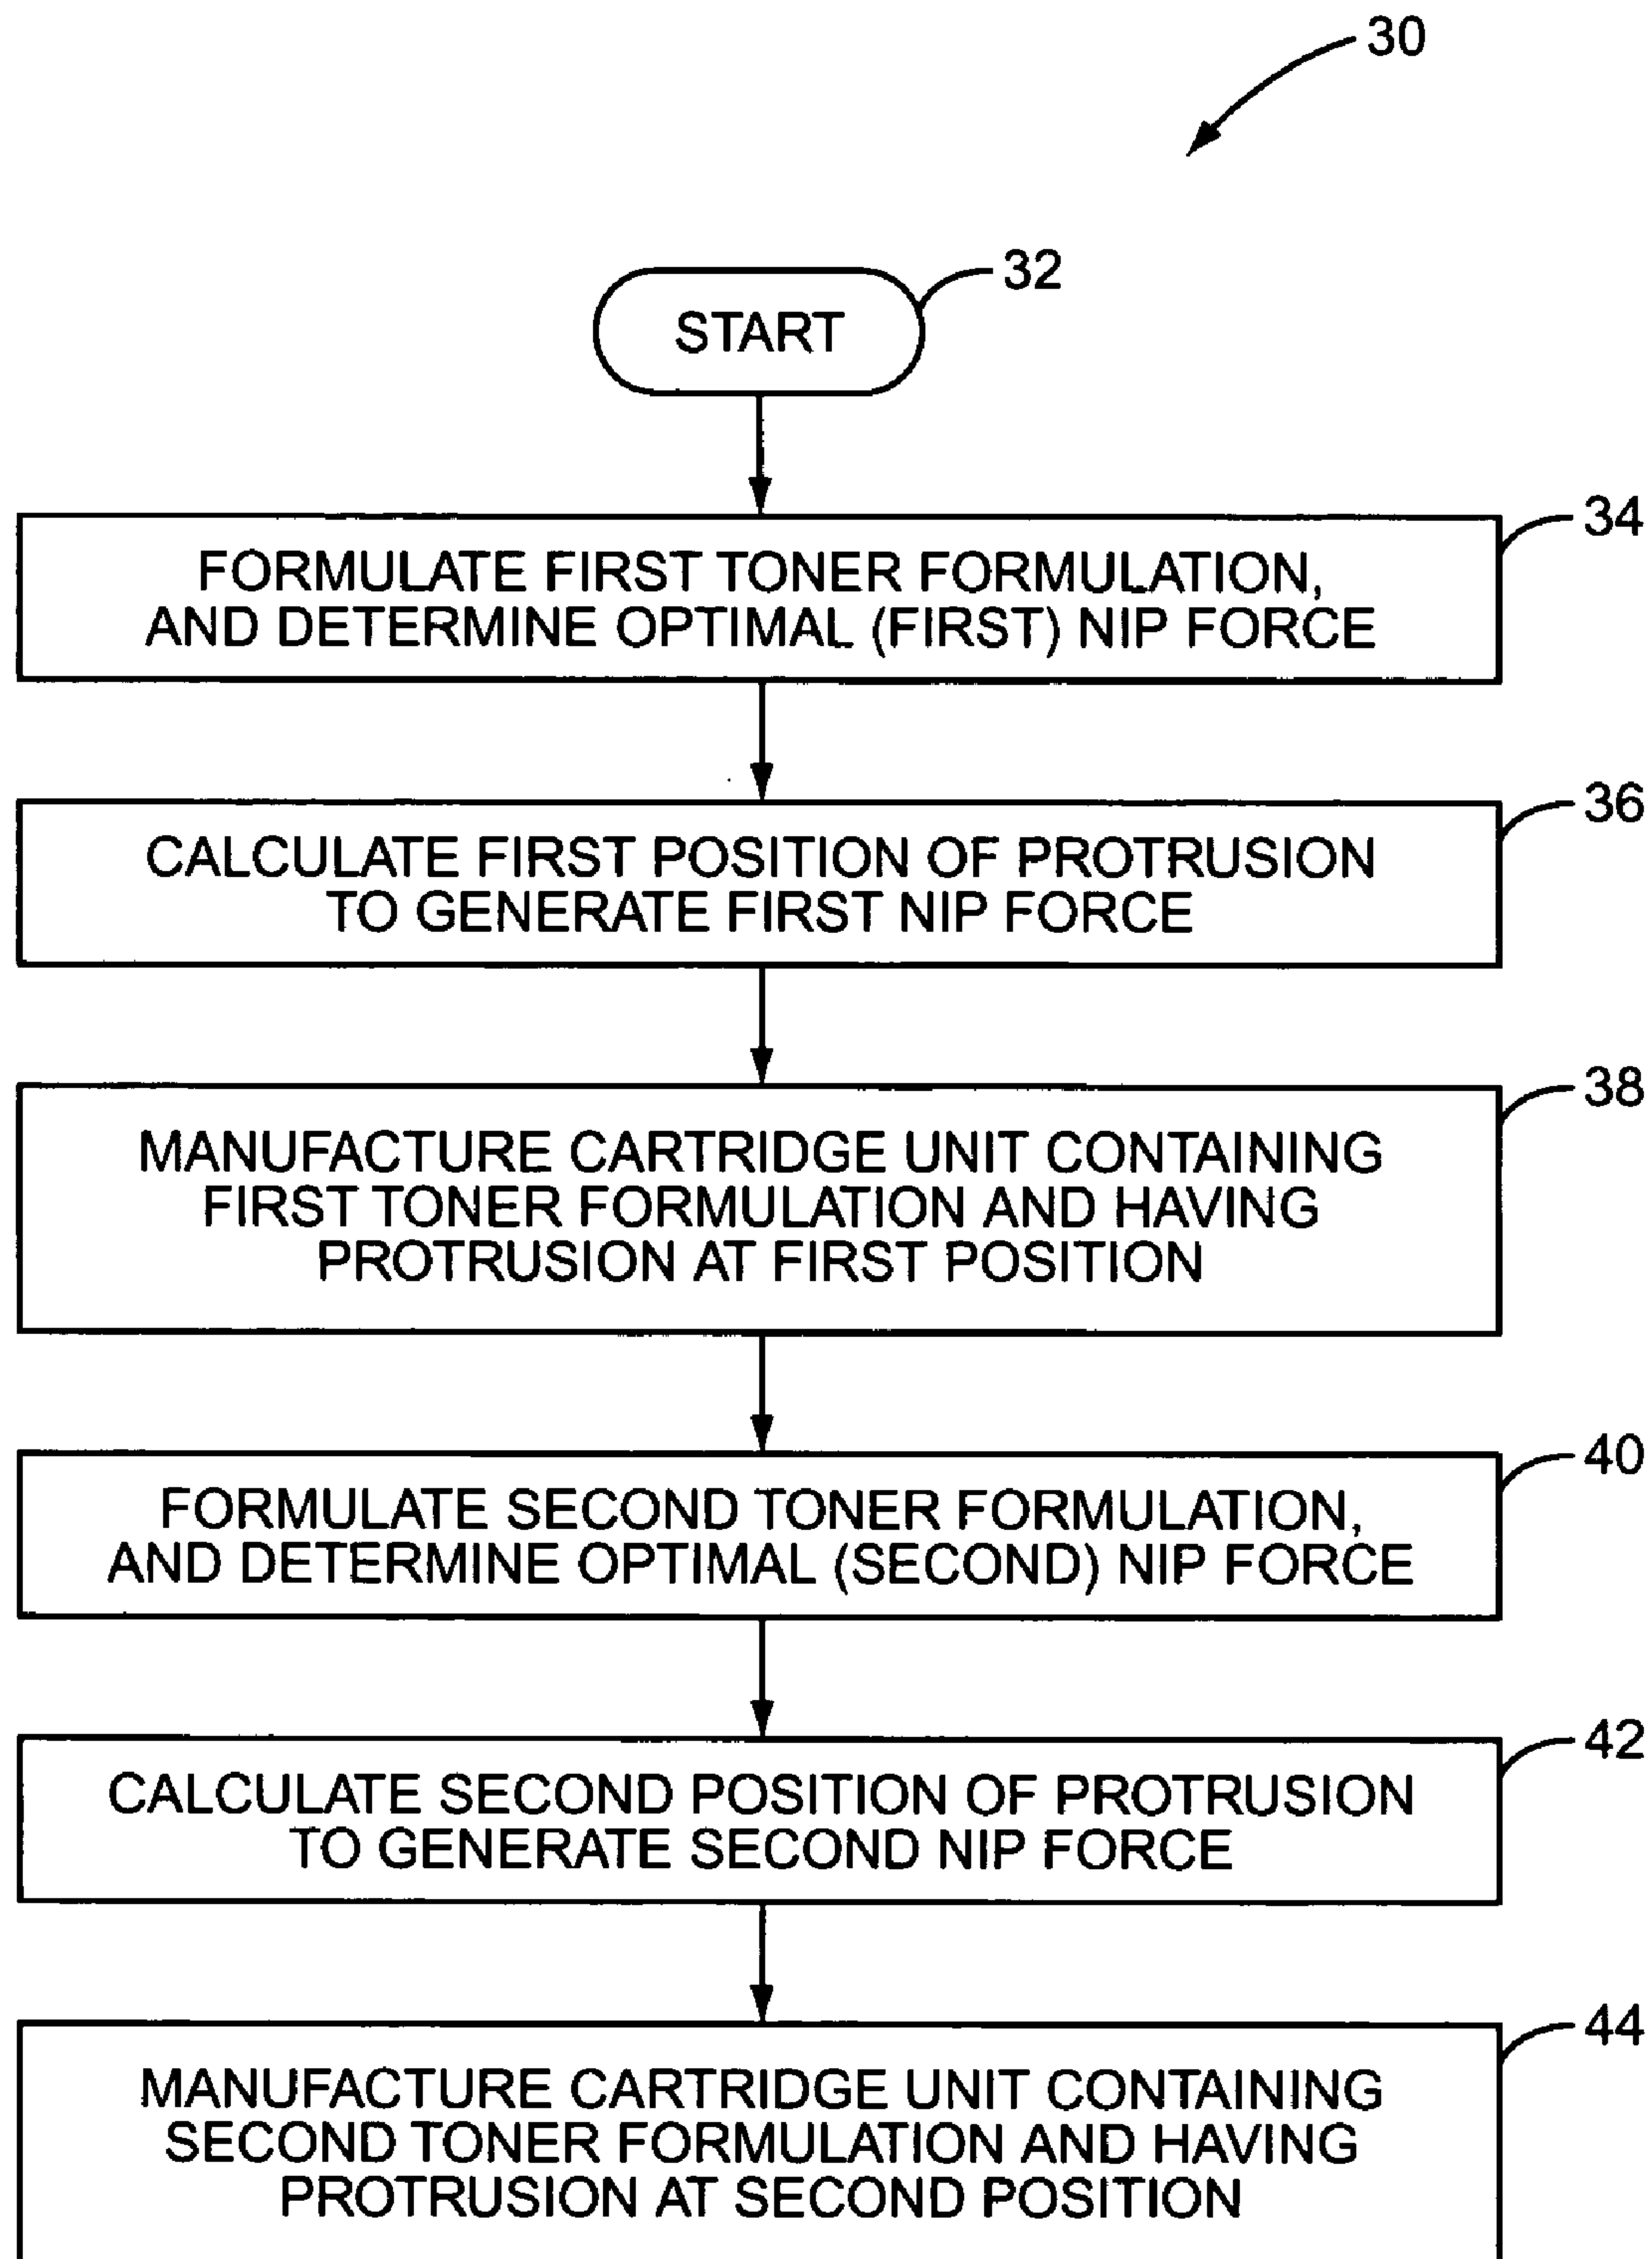 30
32
START
34
FORMULATE FIRST TONER FORMULATION,
AND DETERMINE OPTIMAL (FIRST) NIP FORCE
36
CALCULATE FIRST POSITION OF PROTRUSION
TO GENERATE FIRST NIP FORCE
38
MANUFACTURE CARTRIDGE UNIT CONTAINING
FIRST TONER FORMULATION AND HAVING
PROTRUSION AT FIRST POSITION
40
FORMULATE SECOND TONER FORMULATION,
AND DETERMINE OPTIMAL (SECOND) NIP FORCE
42
CALCULATE SECOND POSITION OF PROTRUSION
TO GENERATE SECOND NIP FORCE
44
MANUFACTURE CARTRIDGE UNIT CONTAINING
SECOND TONER FORMULATION AND HAVING
PROTRUSION AT SECOND POSITION